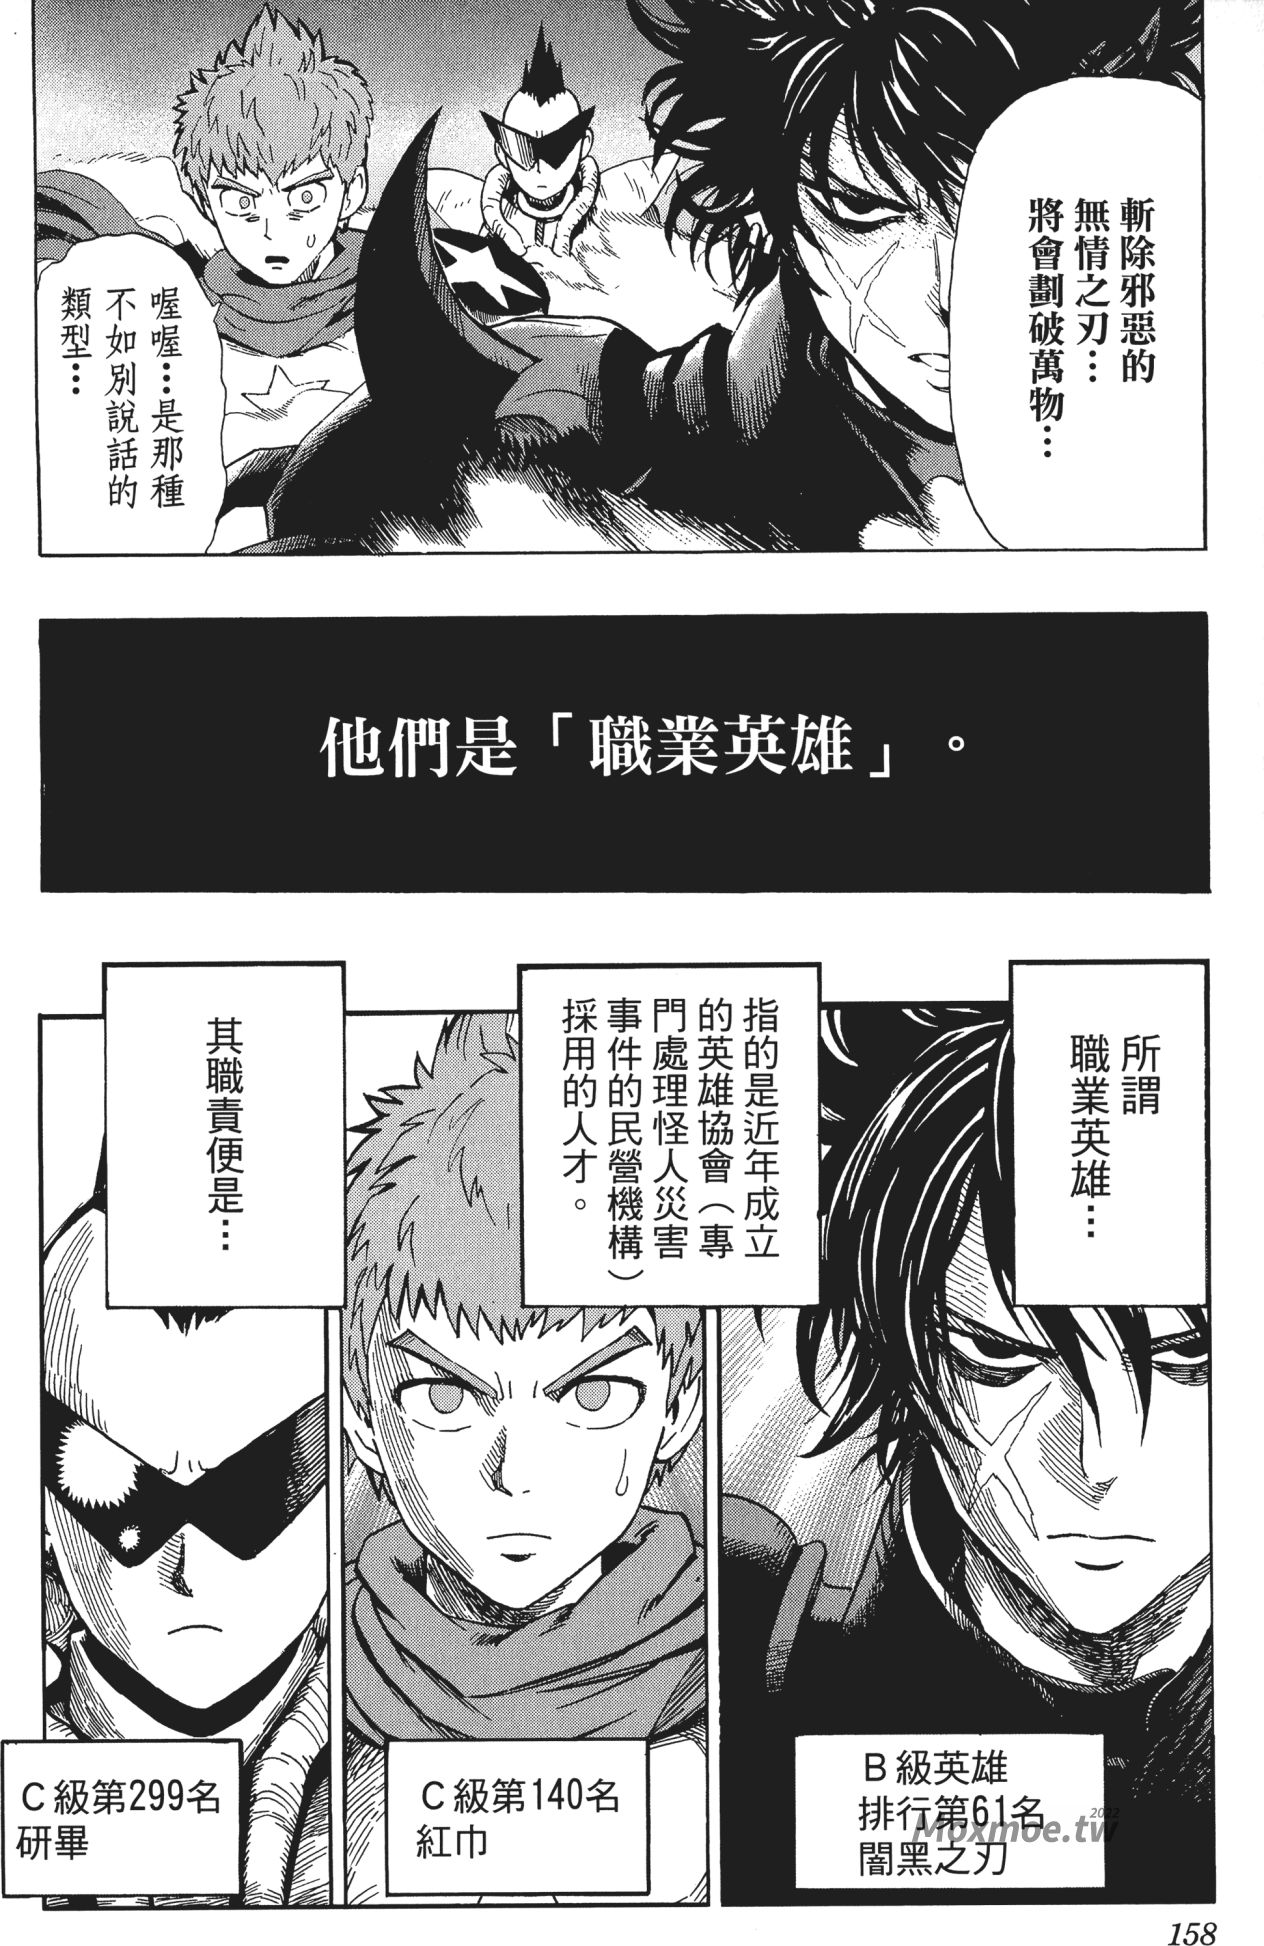 斬除邪惡的
無情之刃…
將會劃破萬物…
喔喔…是那種
不如別說話的
類型…
他們是「職業英雄」。
所謂
職業英雄…
指的是近年成立
的英雄協會（專
門處理怪人災害
事件的民營機構）
採用的人才。
其職責便是…
B級英雄
排行第61名
闇黑之刃
C級第140名
紅巾
C級第299名
研畢
2022
Moxmoe.tw
158